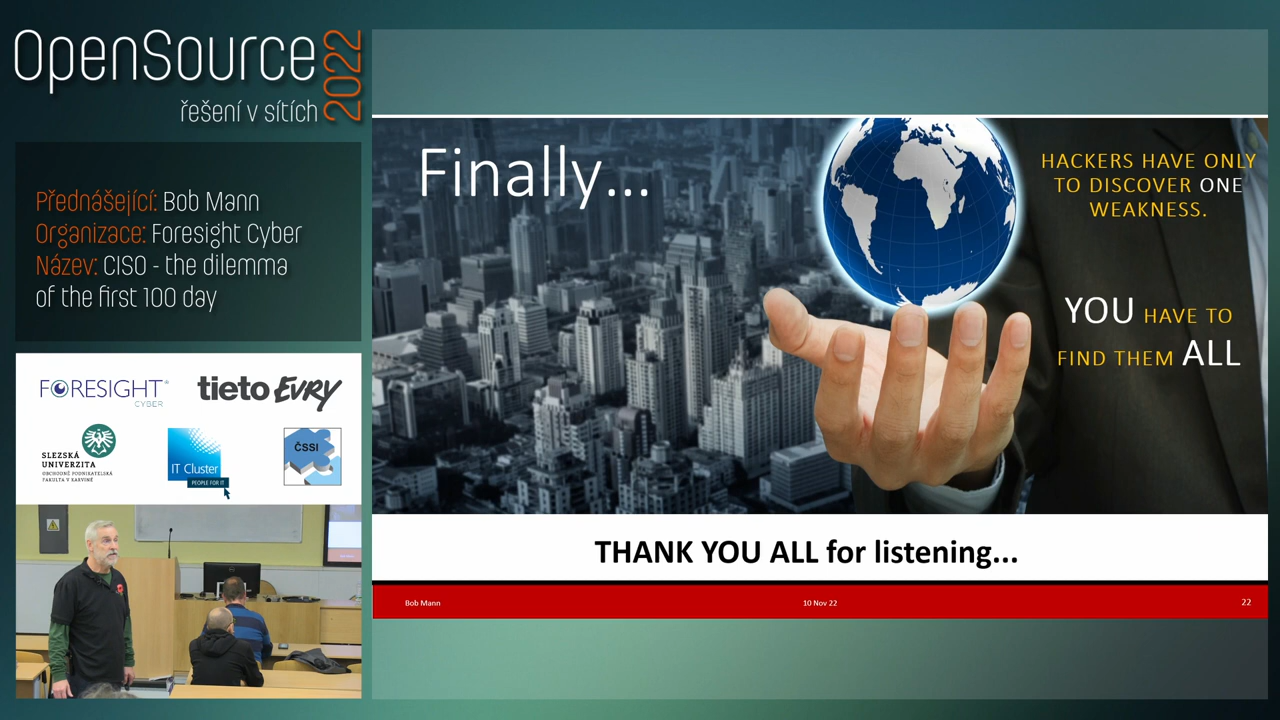 OpenSource
2022
řešení v sítích
Přednášející: Bob Mann
Organizace: Foresight Cyber
Název: CISO - the dilemma
of the first 100 day
FORESIGHT®
CYBER
tieto EVRY
SLEZSKÁ
UNIVERZITA
OBCHODNĚ PODNIKATELSKÁ
FAKULTA V KARVINÉ
IT Cluster
PEOPLE FOR IT
ČSSI
Finally...
HACKERS HAVE ONLY
TO DISCOVER ONE
WEAKNESS.
YOU HAVE TO
FIND THEM ALL
THANK YOU ALL for listening...
Bob Mann
10 Nov 22
22